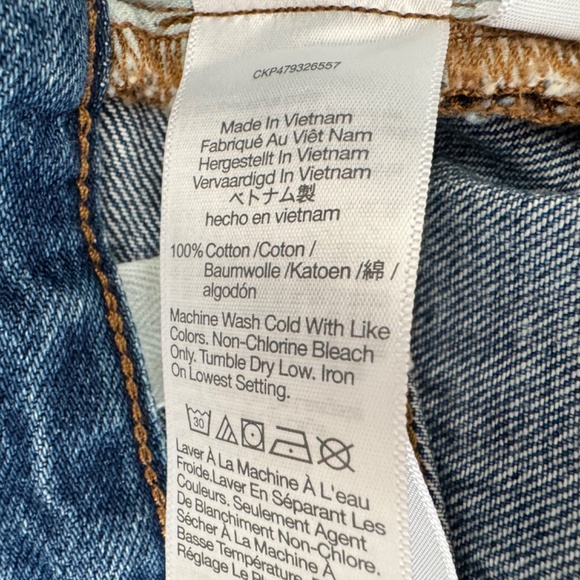 CKP479326557
Made In Vietnam
Fabriqué Au Viêt Nam
Hergestellt In Vietnam
Vervaardigd In Vietnam
ベトナム製
hecho en vietnam
100% Cotton /Coton /
Baumwolle /Katoen /綿 /
algodón
Machine Wash Cold With Like
Colors. Non-Chlorine Bleach
Only. Tumble Dry Low. Iron
On Lowest Setting.
30
Laver À La Machine À L'eau
Froide.Laver En Séparant Les
Couleurs. Seulement Agent
De Blanchiment Non-Chlore.
Sécher À La Machine À
Basse Température.
Réglage Le